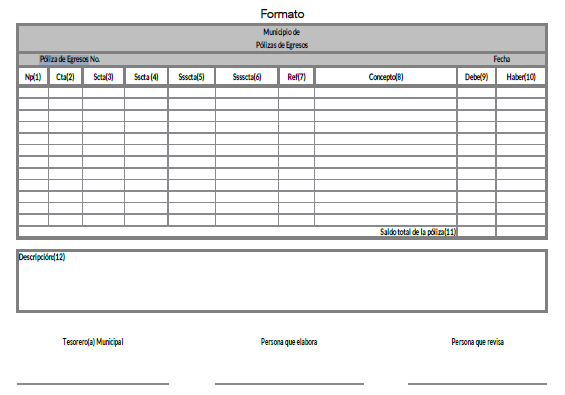 Formato
Municipio de
Pólizas de Egresos
Póliza de Egresos No. Fecha
Np(1) Cta(2) Scta(3) Sscta (4) Ssscta(5) Sssscta(6) Ref(7) Concepto(8) Debe(9) Haber(10)
Saldo total de la póliza(11)
Descripción(12)
Tesorero(a) Municipal Persona que elabora Persona que revisa